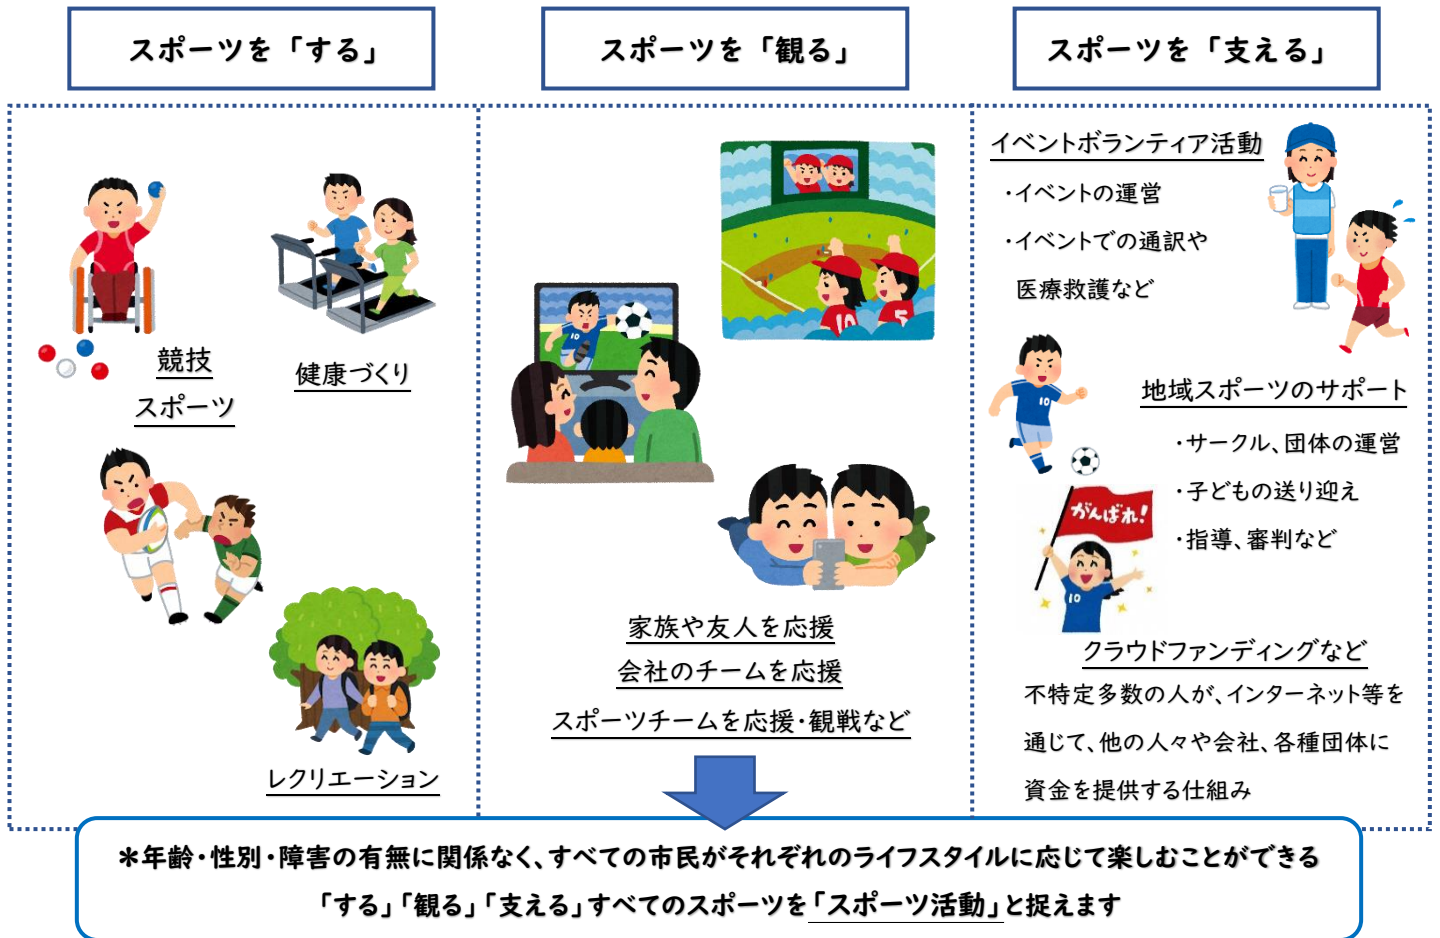 スポーツを「する」
スポーツを「観る」
スポーツを「支える」
競技
スポーツ
健康づくり
レクリエーション
10
10
5
家族や友人を応援
会社のチームを応援
スポーツチームを応援・観戦など
イベントボランティア活動
・イベントの運営
・イベントでの通訳や
医療救護など
10
地域スポーツのサポート
・サークル、団体の運営
・子どもの送り迎え
・指導、審判など
がんばれ!
10
クラウドファンディングなど
不特定多数の人が、インターネット等を
通じて、他の人々や会社、各種団体に
資金を提供する仕組み
＊年齢・性別・障害の有無に関係なく、すべての市民がそれぞれのライフスタイルに応じて楽しむことができる
「する」「観る」「支える」すべてのスポーツを「スポーツ活動」と捉えます